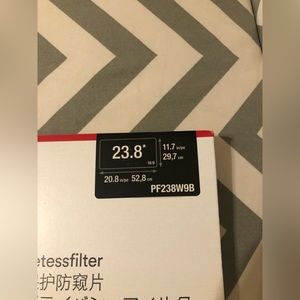 23.8"
16:9
11.7 in/po
29,7 cm
20.8 in/po 52,8 cm
PF238W9B
etessfilter
护防窥片